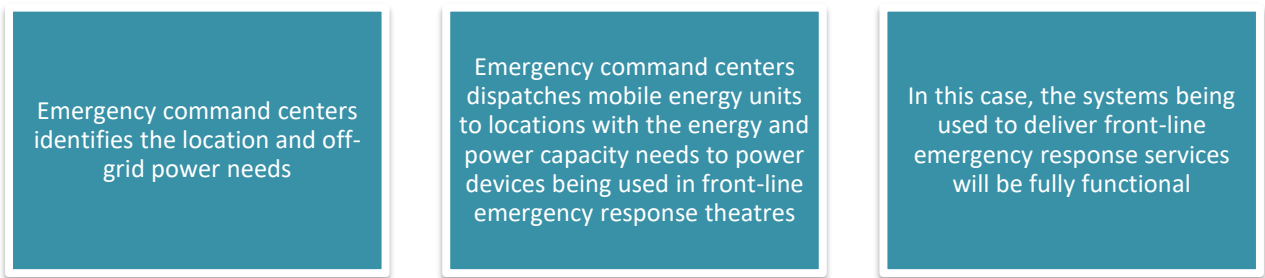 Emergency command centers
identifies the location and off-
grid power needs
Emergency command centers
dispatches mobile energy units
to locations with the energy and
power capacity needs to power
devices being used in front-line
emergency response theatres
In this case, the systems being
used to deliver front-line
emergency response services
will be fully functional